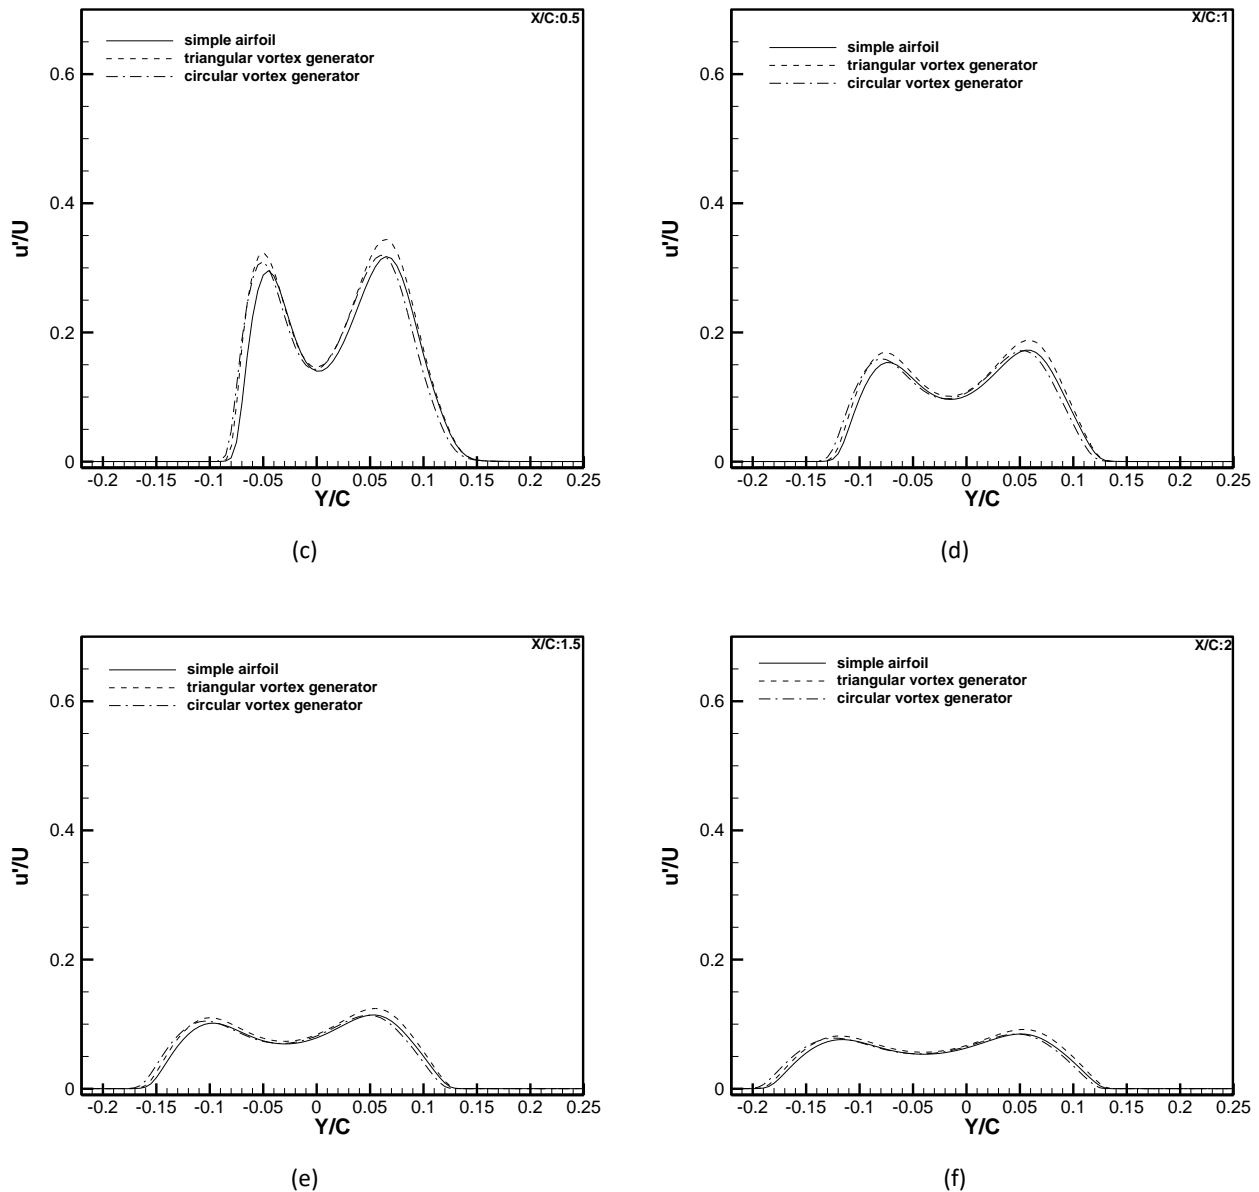 X/C:0.5
simple airfoil
triangular vortex generator
circular vortex generator
0.6
0.4
0.2
0
u'/U
-0.2 -0.15 -0.1 -0.05 0 0.05 0.1 0.15 0.2 0.25
Y/C
(c)
X/C:1
simple airfoil
triangular vortex generator
circular vortex generator
0.6
0.4
0.2
0
u'/U
-0.2 -0.15 -0.1 -0.05 0 0.05 0.1 0.15 0.2 0.25
Y/C
(d)
X/C:1.5
simple airfoil
triangular vortex generator
circular vortex generator
0.6
0.4
0.2
0
u'/U
-0.2 -0.15 -0.1 -0.05 0 0.05 0.1 0.15 0.2 0.25
Y/C
(e)
X/C:2
simple airfoil
triangular vortex generator
circular vortex generator
0.6
0.4
0.2
0
u'/U
-0.2 -0.15 -0.1 -0.05 0 0.05 0.1 0.15 0.2 0.25
Y/C
(f)